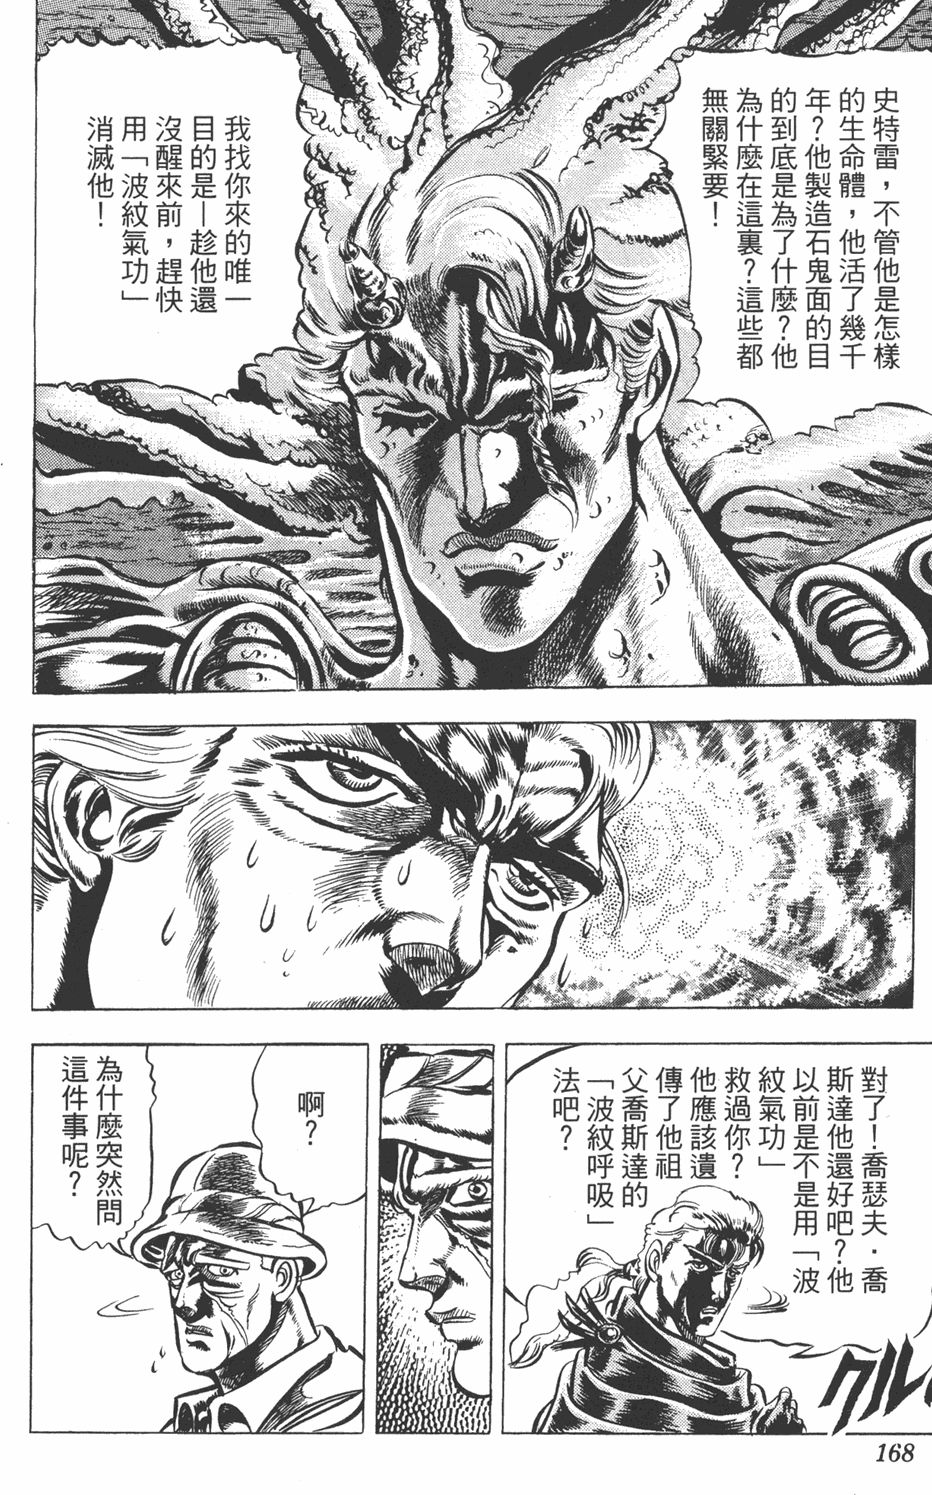 史特雷，不管他是怎樣
的生命體，他活了幾千
年？他製造石鬼面的目
的到底是為了什麼？他
為什麼在這裏？這些都
無關緊要！
我找你來的唯一
目的是—趁他還
沒醒來前，趕快
用「波紋氣功」
消滅他！
對了！喬瑟夫．喬
斯達他還好吧？他
以前是不是用「波
紋氣功」
救過你？
他應該遺
傳了他祖
父喬斯達的
「波紋呼吸」
法吧？
クル
啊？
為什麼突然問
這件事呢？
168